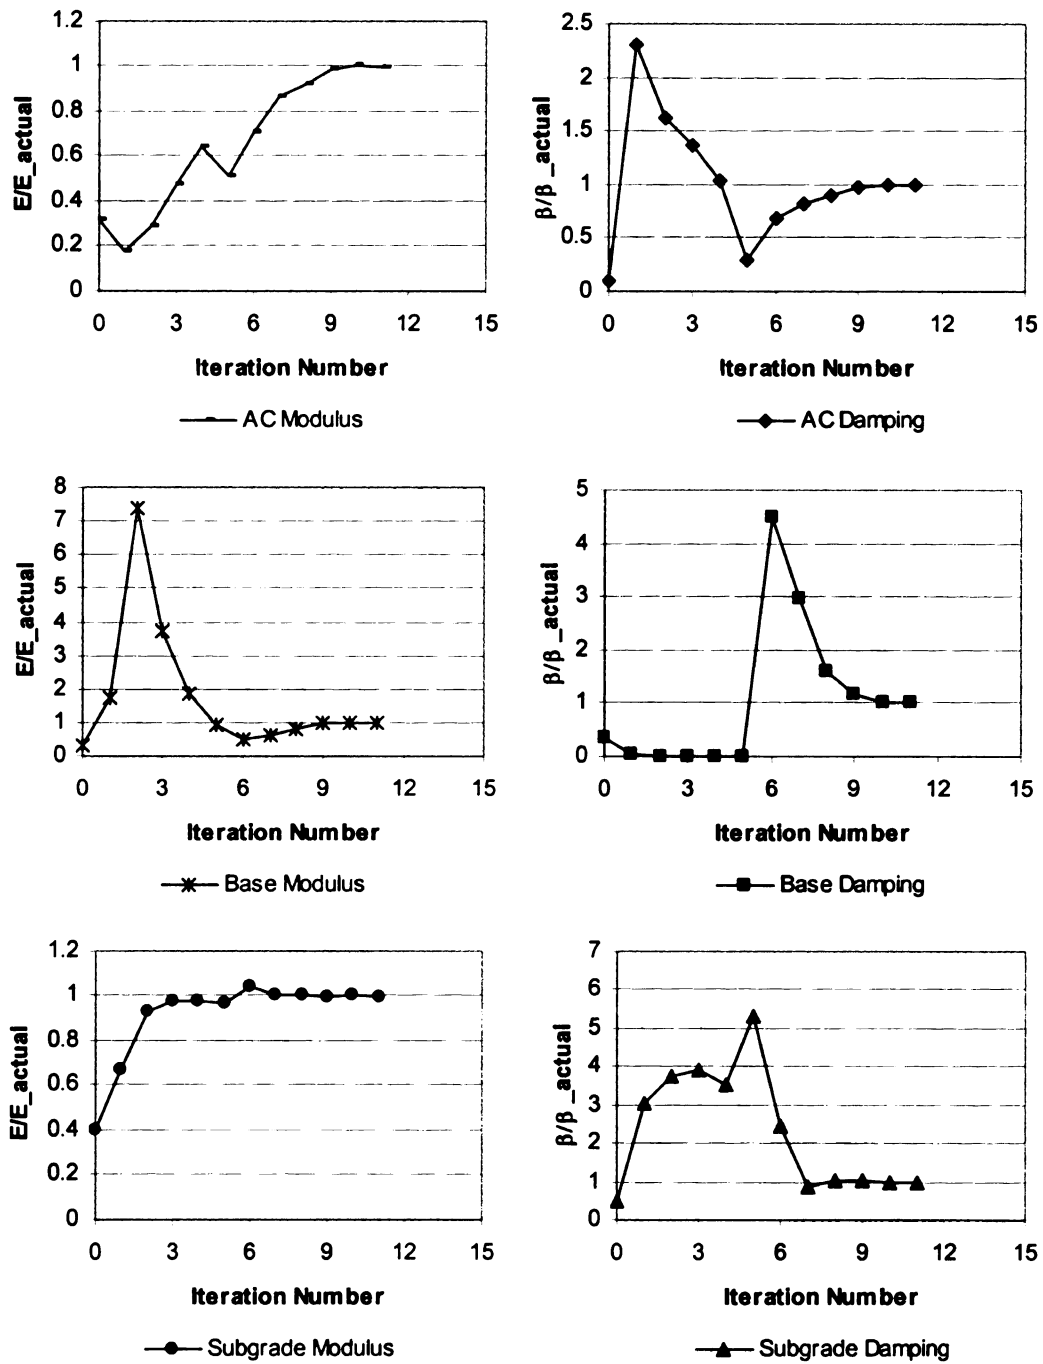 1.2
1
0.8
0.6
0.4
0.2
0
E/E_actual
0 3 6 9 12 15
Iteration Number
AC Modulus
2.5
2
1.5
1
0.5
0
β/β _actual
0 3 6 9 12 15
Iteration Number
AC Damping
8
7
6
5
4
3
2
1
0
E/E_actual
0 3 6 9 12 15
Iteration Number
Base Modulus
5
4
3
2
1
0
β/β _actual
0 3 6 9 12 15
Iteration Number
Base Damping
1.2
1
0.8
0.6
0.4
0.2
0
E/E_actual
0 3 6 9 12 15
Iteration Number
Subgrade Modulus
7
6
5
4
3
2
1
0
β/β _actual
0 3 6 9 12 15
Iteration Number
Subgrade Damping